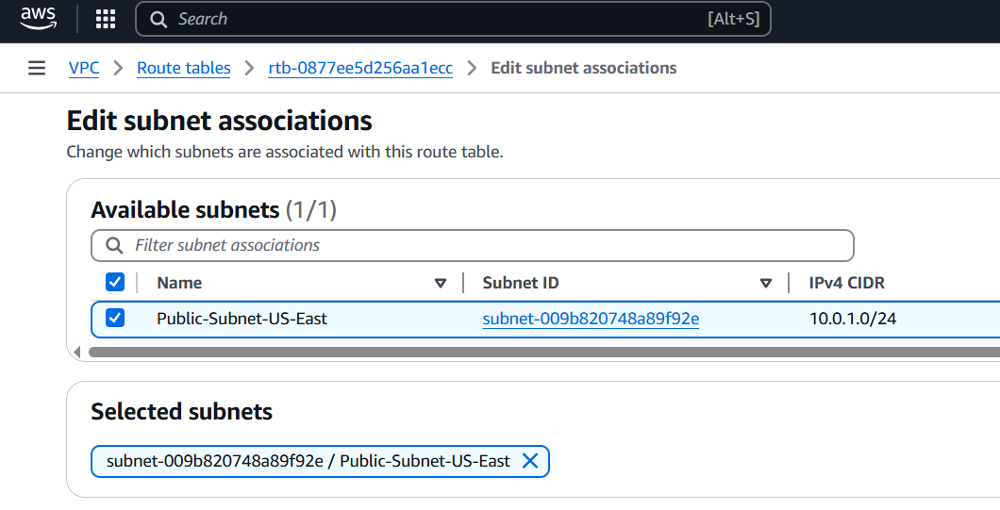 aws
Search [Alt+S]
VPC > Route tables > rtb-0877ee5d256aa1ecc > Edit subnet associations
Edit subnet associations
Change which subnets are associated with this route table.
Available subnets (1/1)
Filter subnet associations
Name Subnet ID IPv4 CIDR
Public-Subnet-US-East subnet-009b820748a89f92e 10.0.1.0/24
Selected subnets
subnet-009b820748a89f92e / Public-Subnet-US-East